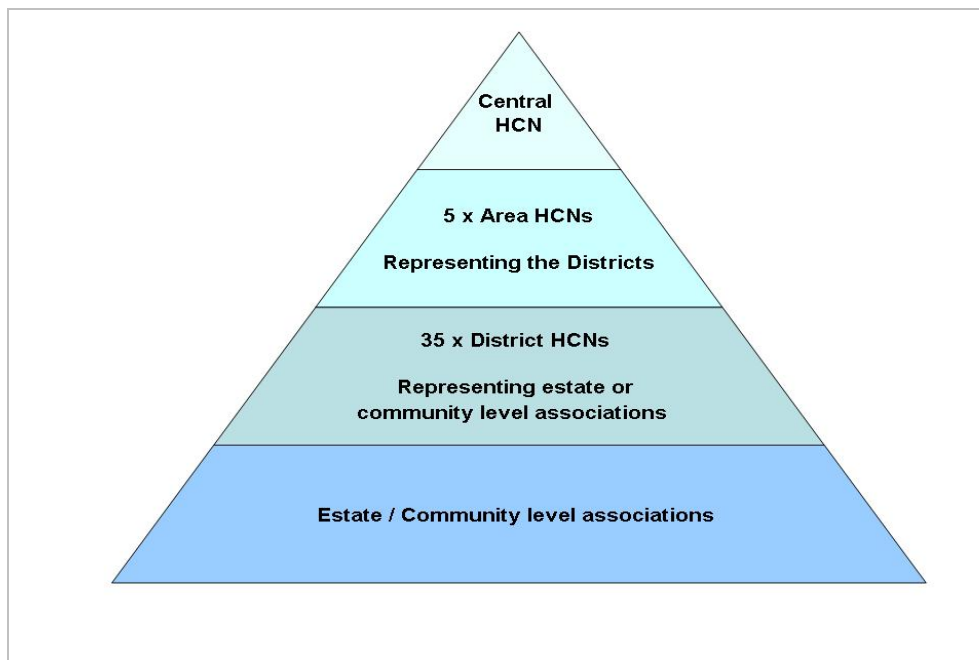 Central
HCN
5 x Area HCNs
Representing the Districts
35 x District HCNs
Representing estate or
community level associations
Estate / Community level associations